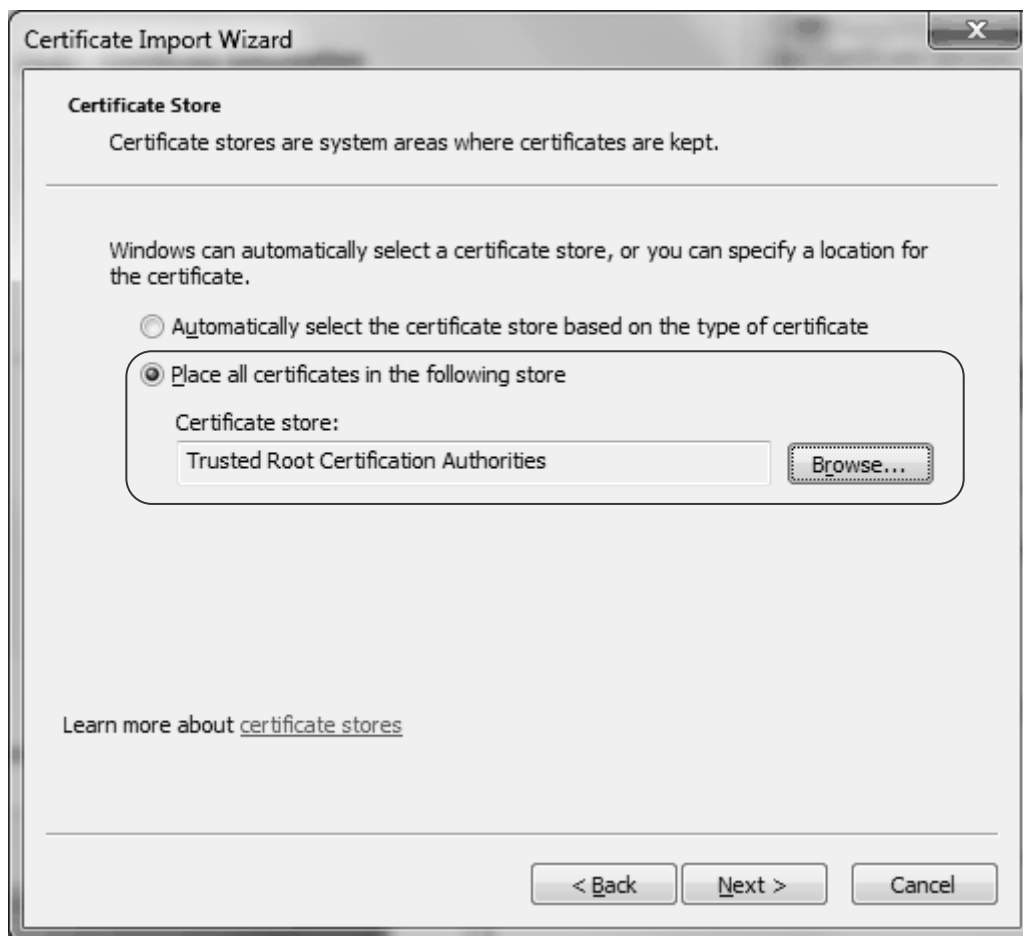 Certificate Import Wizard
Certificate Store
Certificate stores are system areas where certificates are kept.
Windows can automatically select a certificate store, or you can specify a location for
the certificate.
Automatically select the certificate store based on the type of certificate
Place all certificates in the following store
Certificate store:
Trusted Root Certification Authorities
Browse...
Learn more about certificate stores
< Back
Next >
Cancel